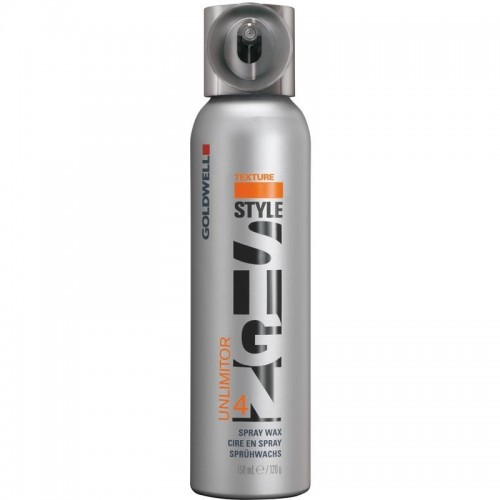 GOLDWELL
TEXTURE
STYLE
SIGN
UNLIMITOR
4
SPRAY WAX
CIRE EN SPRAY
SPRÜHWACHS
150 mL ℮ / 120 g